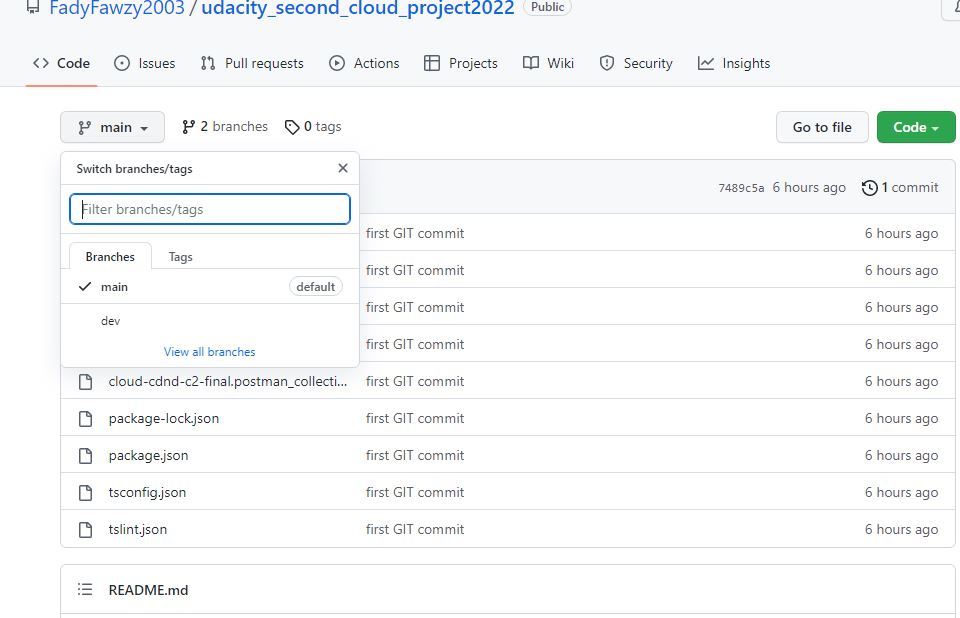 FadyFawzy2003 / udacity_second_cloud_project2022 Public
Code Issues Pull requests Actions Projects Wiki Security Insights
main 2 branches 0 tags Go to file Code
Switch branches/tags
Filter branches/tags
Branches Tags
main default
dev
View all branches
7489c5a 6 hours ago 1 commit
first GIT commit 6 hours ago
first GIT commit 6 hours ago
first GIT commit 6 hours ago
first GIT commit 6 hours ago
cloud-cdnd-c2-final.postman_collecti... first GIT commit 6 hours ago
package-lock.json first GIT commit 6 hours ago
package.json first GIT commit 6 hours ago
tsconfig.json first GIT commit 6 hours ago
tslint.json first GIT commit 6 hours ago
README.md